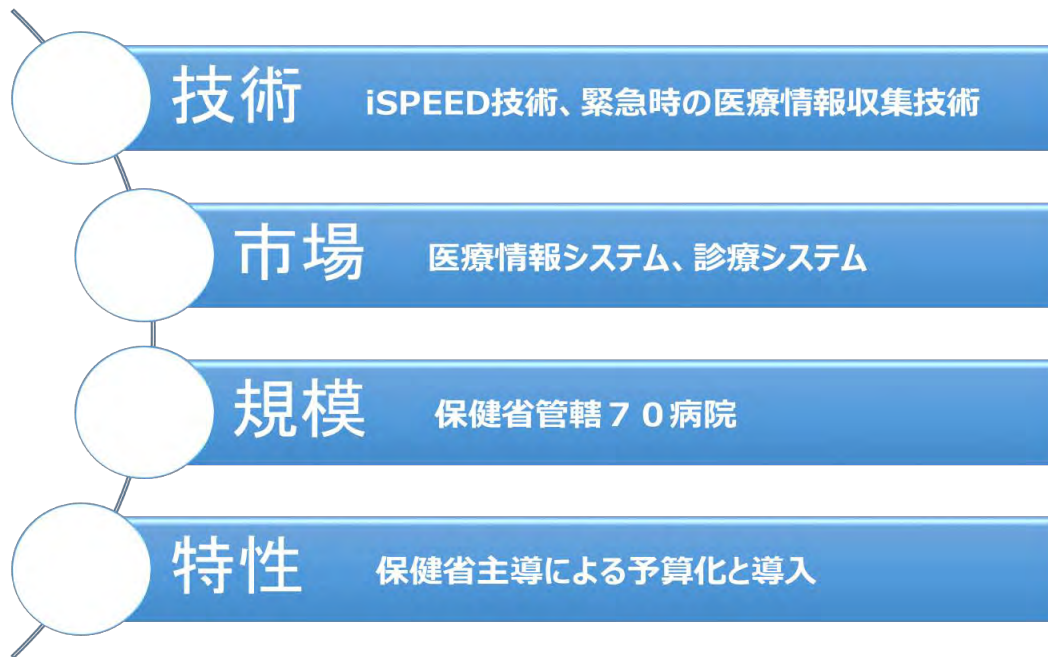 技術 iSPEED技術、緊急時の医療情報収集技術
市場 医療情報システム、診療システム
規模 保健省管轄７０病院
特性 保健省主導による予算化と導入